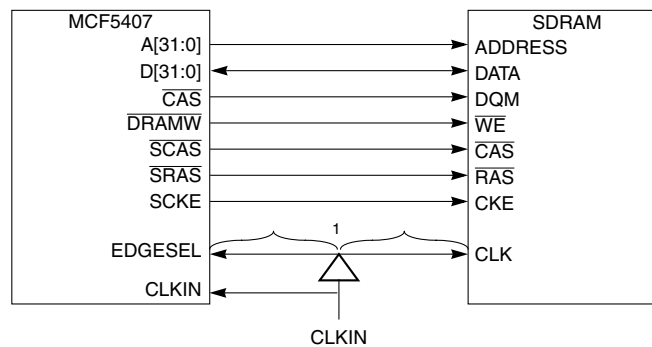 MCF5407 SDRAM
A[31:0] ADDRESS
D[31:0] DATA
CAS DQM
DRAMW WE
SCAS CAS
SRAS RAS
SCKE CKE
1
EDGESEL CLK
CLKIN
CLKIN